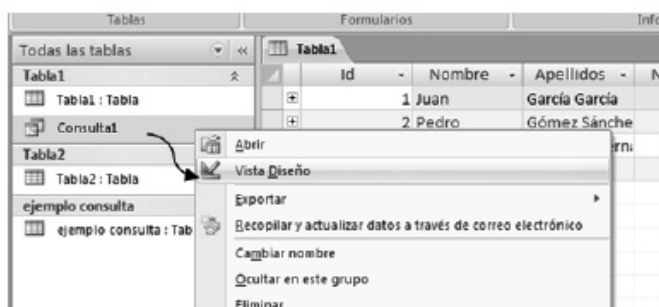 Tablas Formularios
Todas las tablas Tabla1
Tabla1 Id Nombre Apellidos
Tabla1 : Tabla 1 Juan García García
Consulta1 2 Pedro Gómez Sánche
Abrir
Tabla2
Vista Diseño
Tabla2 : Tabla
Exportar
ejemplo consulta
Recopilar y actualizar datos a través de correo electrónico
ejemplo consulta : Tab
Cambiar nombre
Ocultar en este grupo
Eliminar